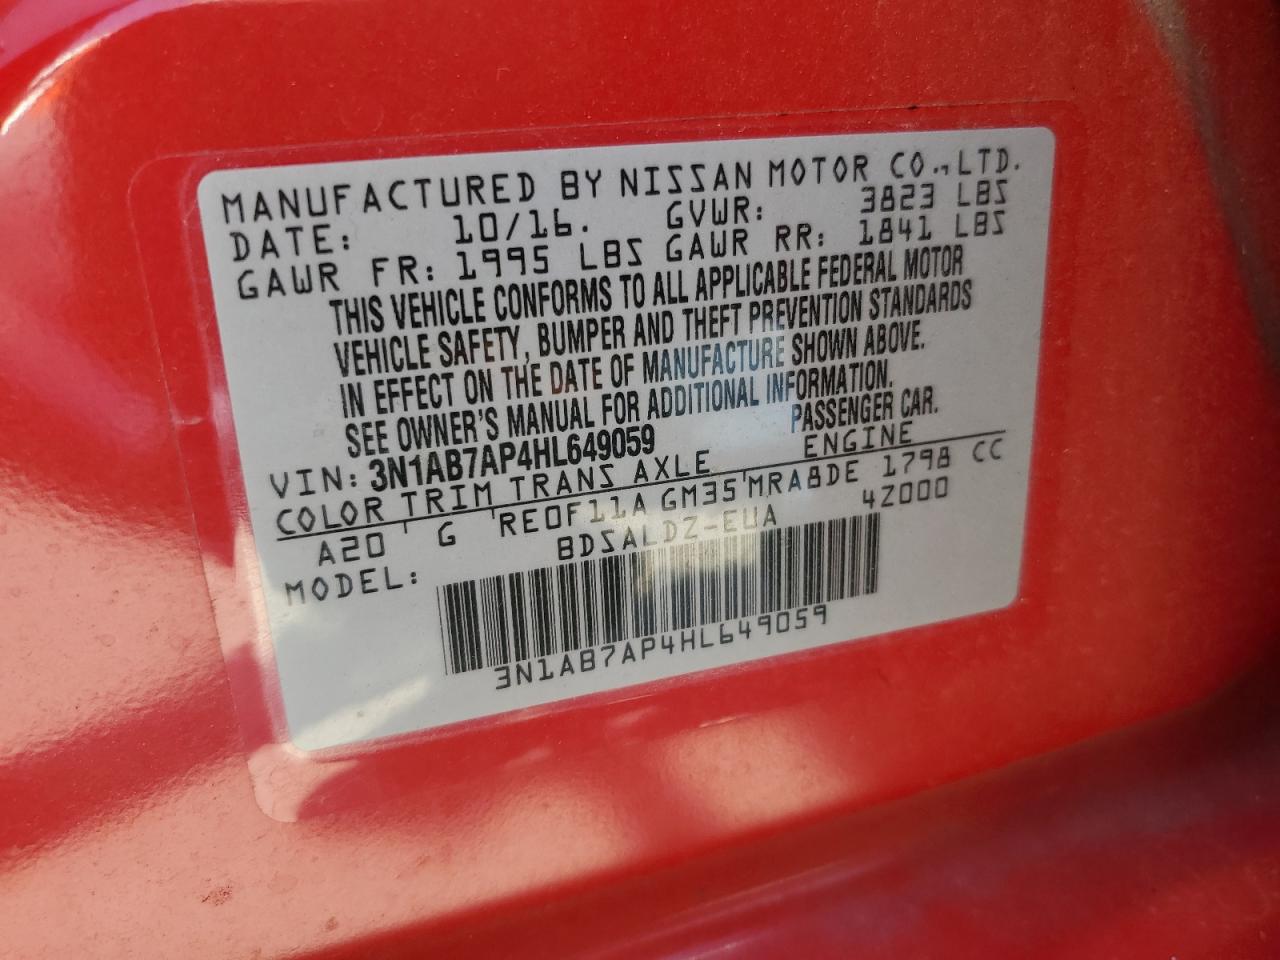 MANUFACTURED BY NISSAN MOTOR CO., LTD.
DATE: 10/16. GVWR: 3823 LBS
GAWR FR: 1995 LBS GAWR RR: 1841 LBS
THIS VEHICLE CONFORMS TO ALL APPLICABLE FEDERAL MOTOR
VEHICLE SAFETY, BUMPER AND THEFT PREVENTION STANDARDS
IN EFFECT ON THE DATE OF MANUFACTURE SHOWN ABOVE.
SEE OWNER'S MANUAL FOR ADDITIONAL INFORMATION.
VIN: 3N1AB7AP4HL649059 PASSENGER CAR.
COLOR TRIM TRANS AXLE ENGINE
A20 G RE0F11A GM35 MRA8DE 1798 CC
MODEL: BDSALDZ-EUA 4Z000
3N1AB7AP4HL649059